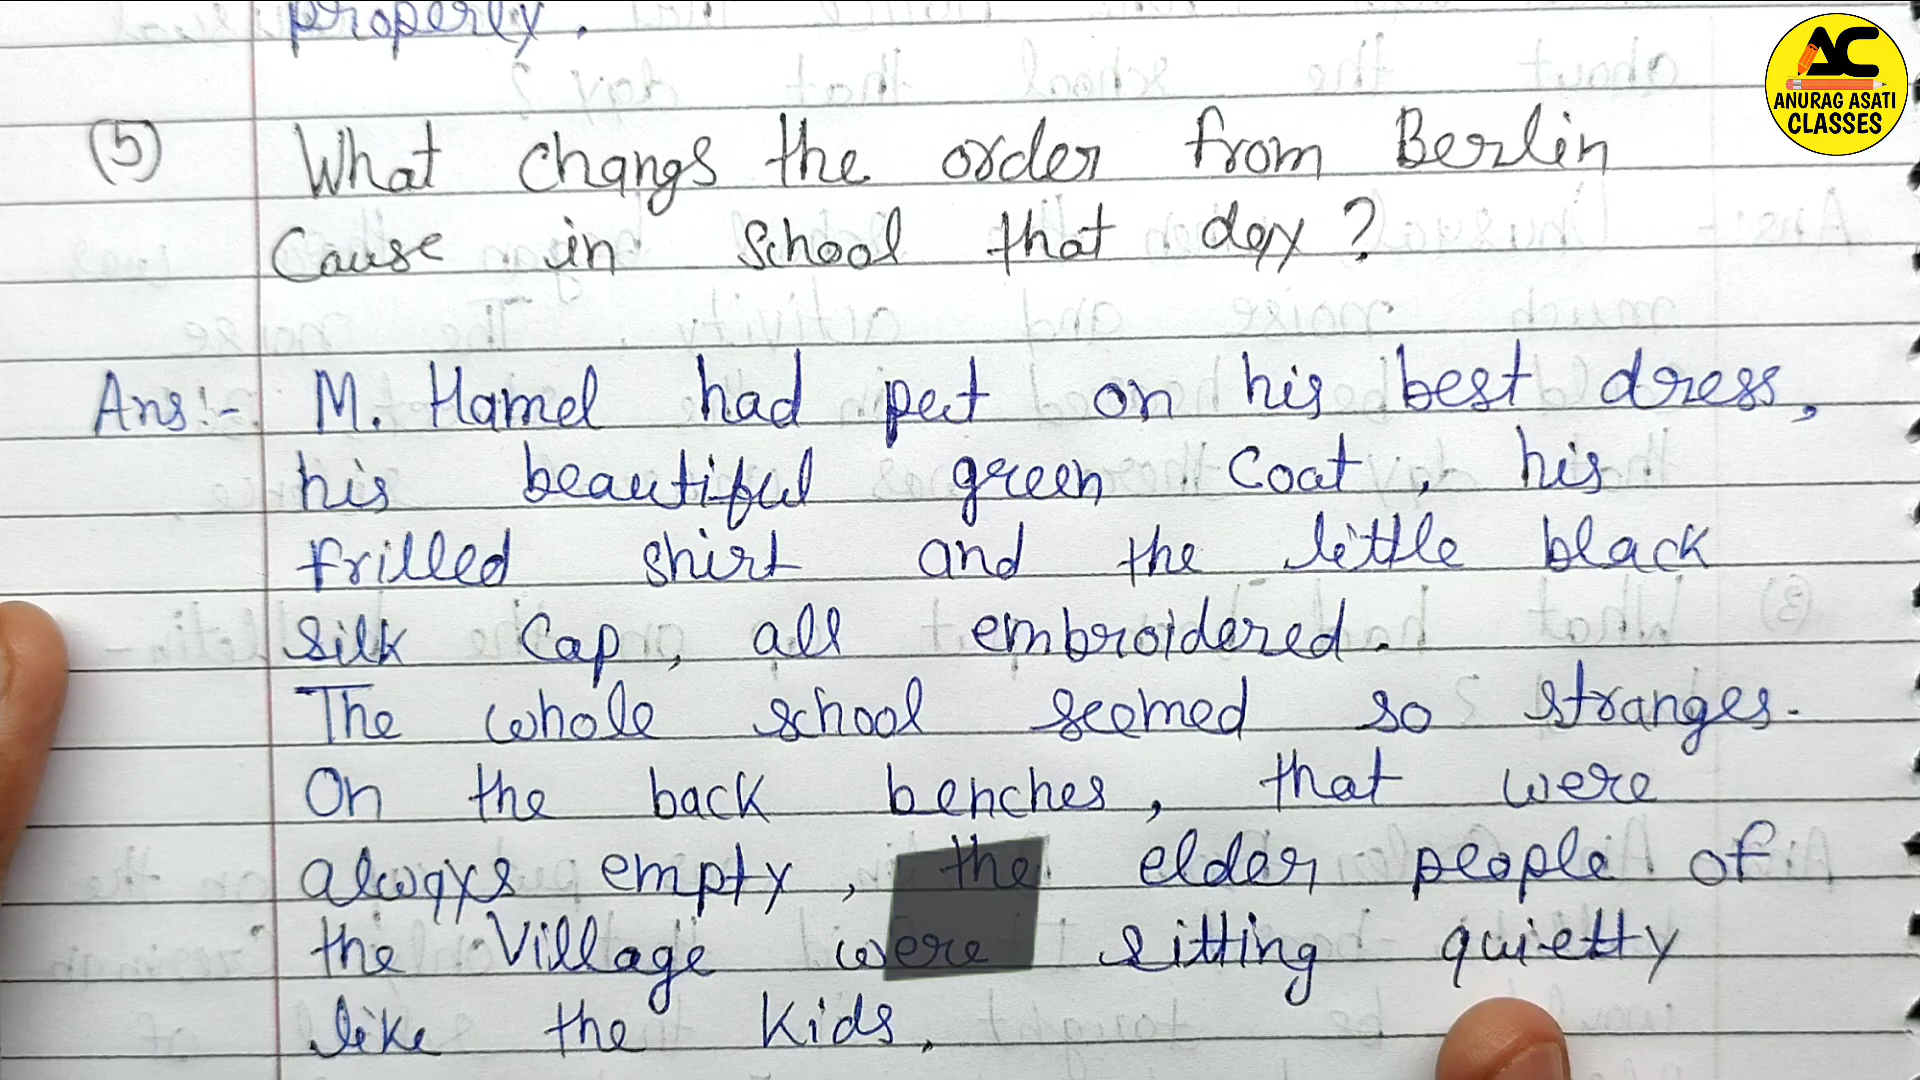 properly.
(5) What changs the order from Berlin
Cause in School that day?
Ans:- M. Hamel had put on his best dress,
his beautiful green Coat, his
frilled shirt and the little black
silk Cap, all embroidered.
The whole school seemed so stranges.
On the back benches, that were
always empty, the elder people of
the Village were sitting quietty
like the Kids.
AC
ANURAG ASATI
CLASSES